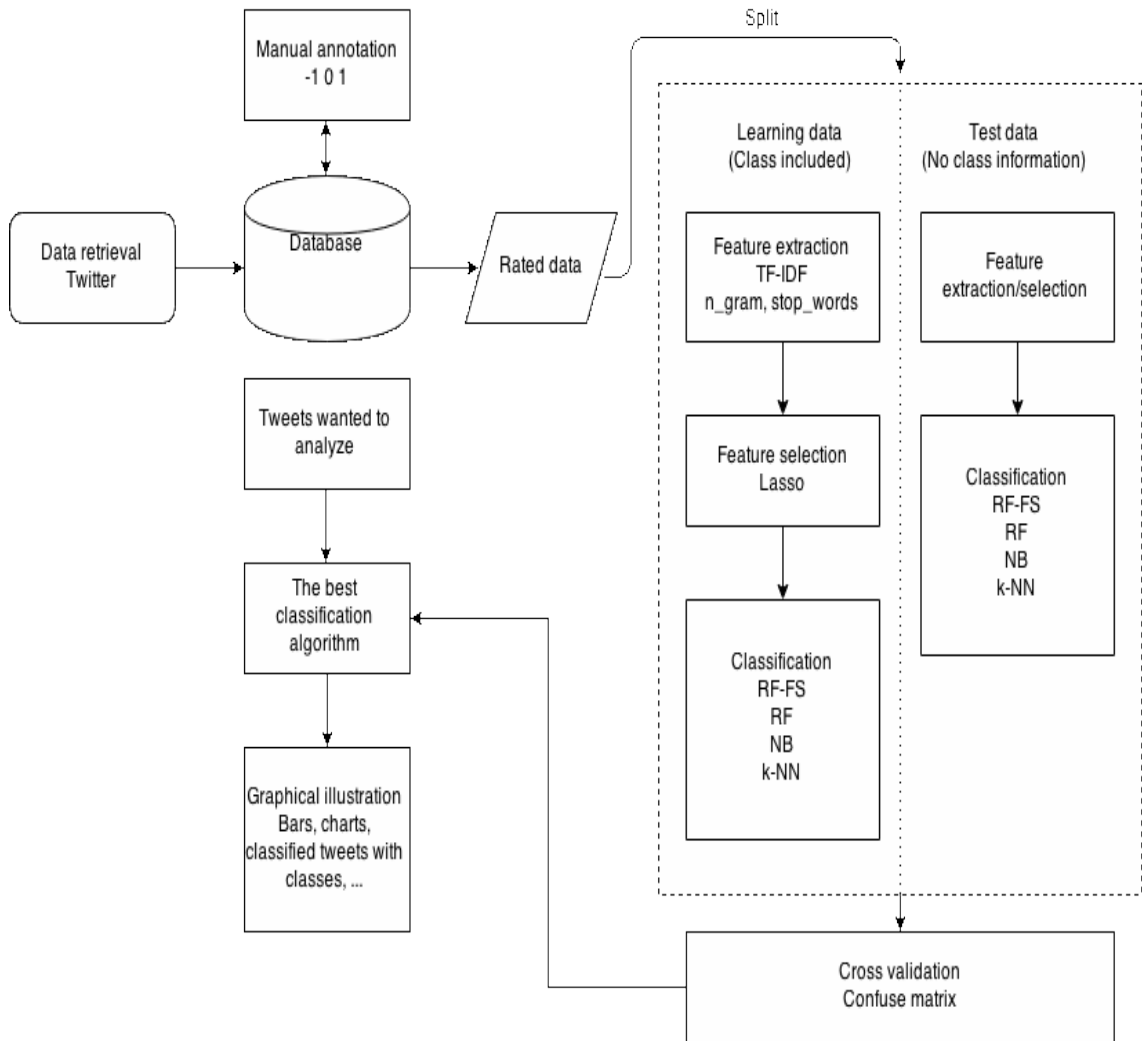 Split
Manual annotation
-1 0 1
Data retrieval
Twitter
Database
Rated data
Learning data
(Class included)
Test data
(No class information)
Feature extraction
TF-IDF
n_gram, stop_words
Feature
extraction/selection
Feature selection
Lasso
Classification
RF-FS
RF
NB
k-NN
Classification
RF-FS
RF
NB
k-NN
Tweets wanted to
analyze
The best
classification
algorithm
Graphical illustration
Bars, charts,
classified tweets with
classes, ...
Cross validation
Confuse matrix